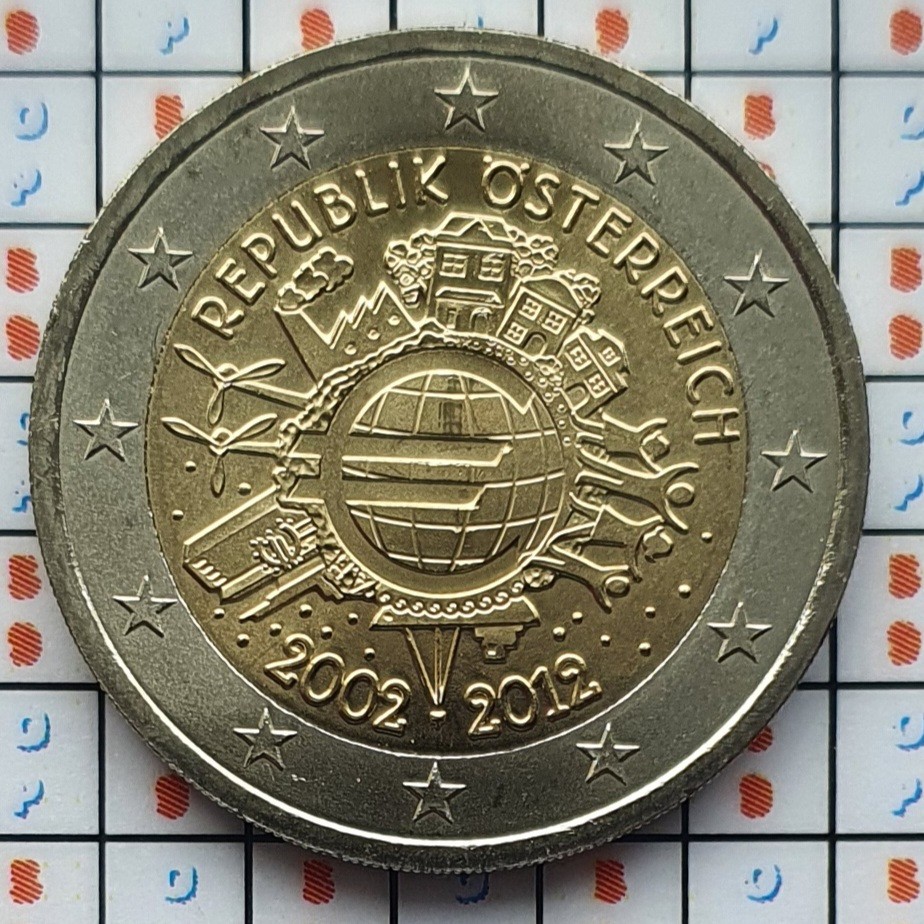 REPUBLIK ÖSTERREICH
2002 - 2012